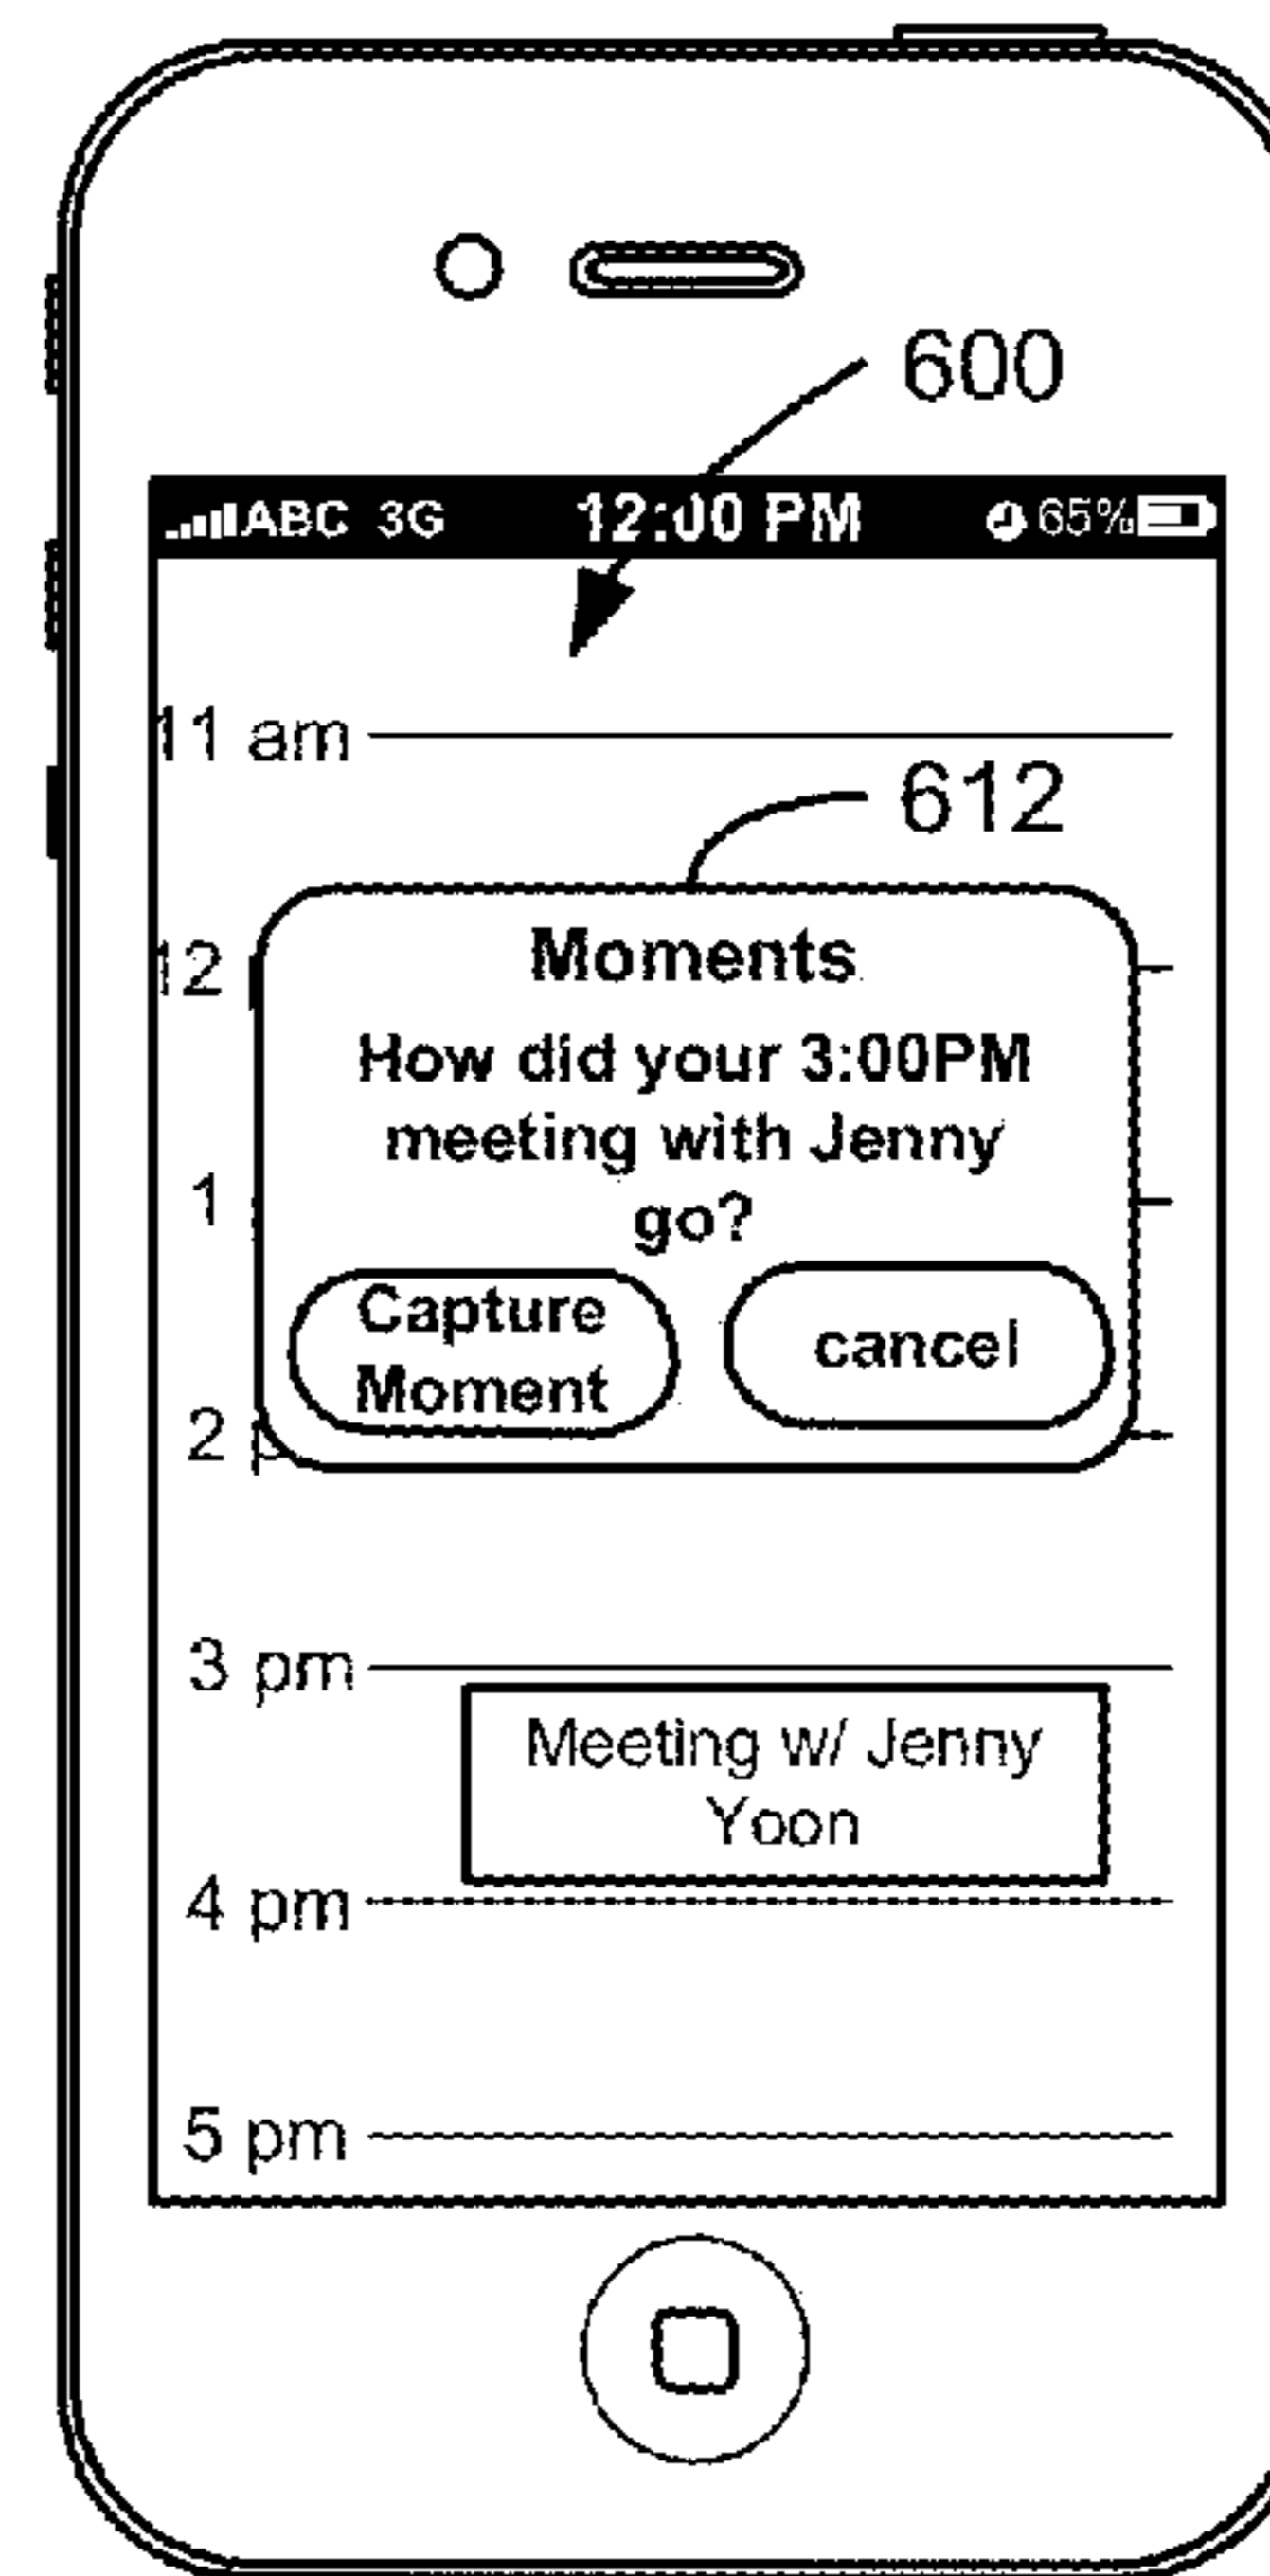 600
ABC 3G 12:00 PM 65%
11 am
612
Moments
12
How did your 3:00PM
meeting with Jenny
1
go?
Capture
Moment
cancel
2 p
3 pm
Meeting w/ Jenny
Yoon
4 pm
5 pm